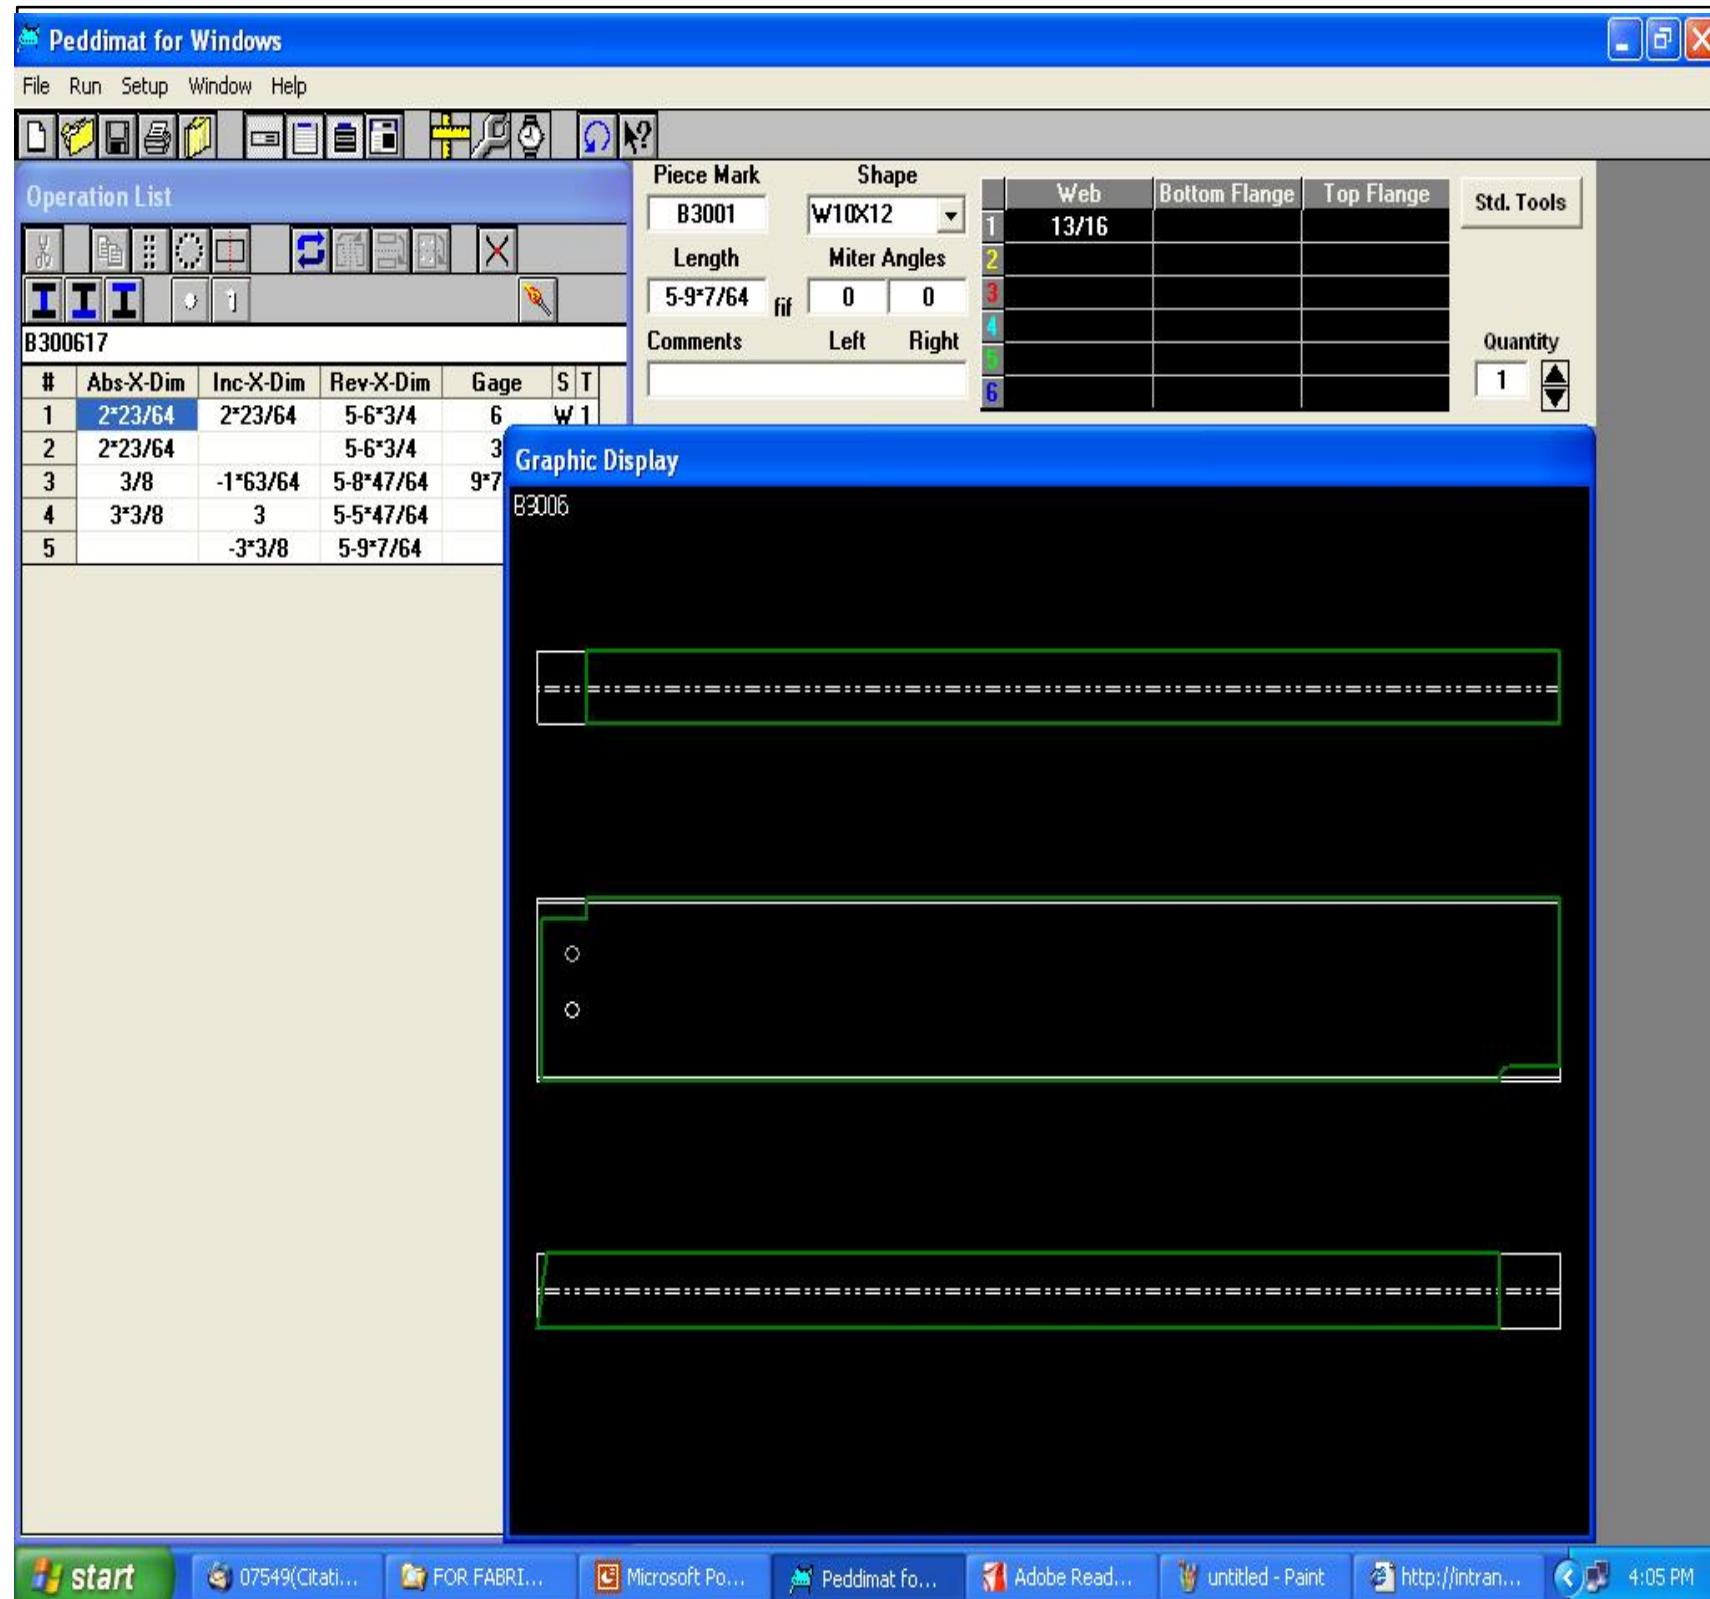 Peddimat for Windows
File Run Setup Window Help
Operation List
B300617
# Abs-X-Dim Inc-X-Dim Rev-X-Dim Gage S T
1 2*23/64 2*23/64 5-6*3/4 6 W 1
2 2*23/64 5-6*3/4 3
3 3/8 -1*63/64 5-8*47/64 9*7
4 3*3/8 3 5-5*47/64
5 -3*3/8 5-9*7/64
Piece Mark Shape
B3001 W10X12
Length Miter Angles
5-9*7/64 fif 0 0
Comments Left Right
Web Bottom Flange Top Flange
1 13/16
2
3
4
5
6
Std. Tools
Quantity
1
Graphic Display
B3006
start 07549(Citati... FOR FABRI... Microsoft Po... Peddimat fo... Adobe Read... untitled - Paint http://intran... 4:05 PM